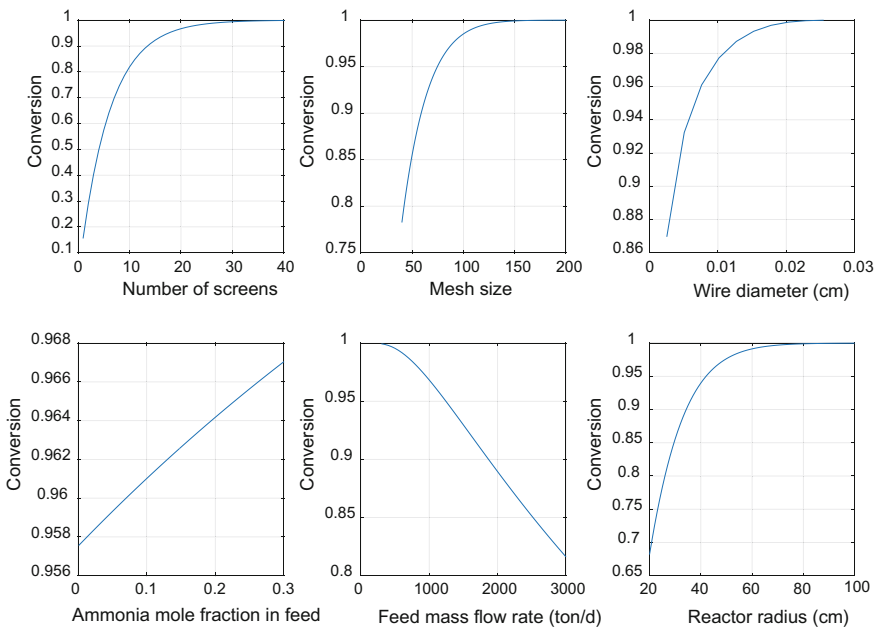 1
0.9
0.8
0.7
0.6
0.5
0.4
0.3
0.2
0.1
Conversion
0 10 20 30 40
Number of screens
1
0.95
0.9
0.85
0.8
0.75
Conversion
0 50 100 150 200
Mesh size
1
0.98
0.96
0.94
0.92
0.9
0.88
0.86
Conversion
0 0.01 0.02 0.03
Wire diameter (cm)
0.968
0.966
0.964
0.962
0.96
0.958
0.956
Conversion
0 0.1 0.2 0.3
Ammonia mole fraction in feed
1
0.95
0.9
0.85
0.8
Conversion
0 1000 2000 3000
Feed mass flow rate (ton/d)
1
0.95
0.9
0.85
0.8
0.75
0.7
0.65
Conversion
20 40 60 80 100
Reactor radius (cm)